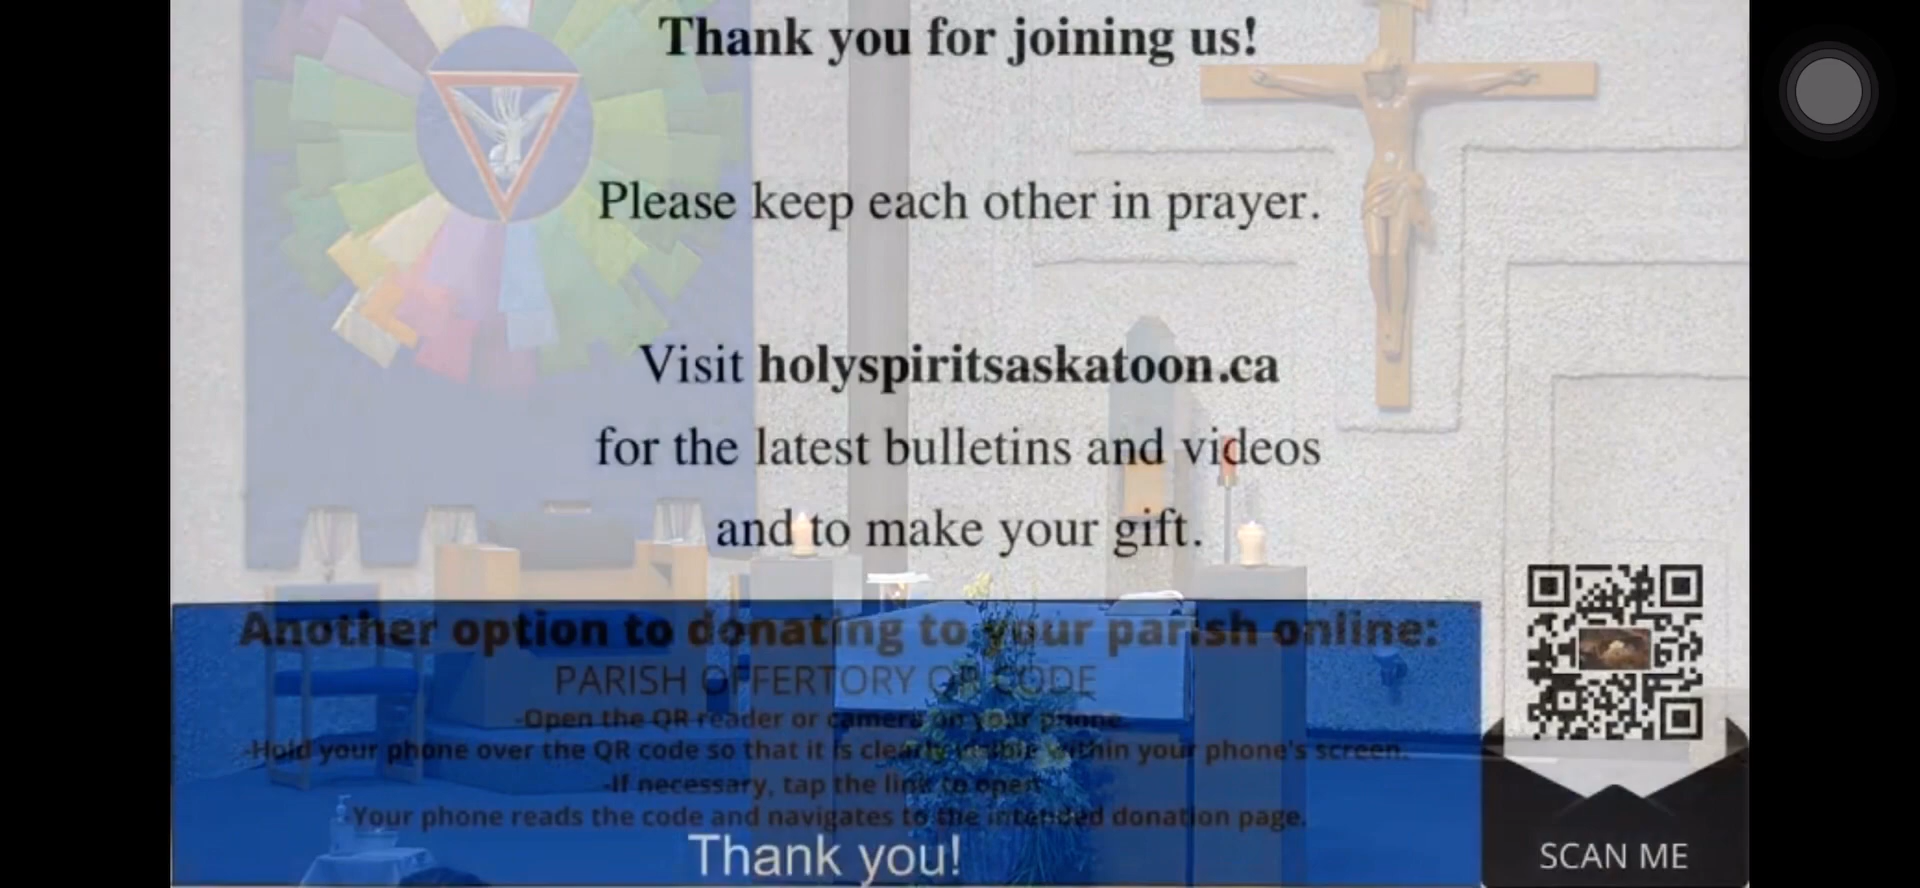 Thank you for joining us!
Please keep each other in prayer.
Visit holyspiritsaskatoon.ca
for the latest bulletins and videos
and to make your gift.
Another option to donating to your parish online:
PARISH OFFERTORY QR CODE
-Open the QR reader or camera on your phone.
-Hold your phone over the QR code so that it is clearly visible within your phone's screen.
-If necessary, tap the link to open
-Your phone reads the code and navigates to the intended donation page.
Thank you!
SCAN ME